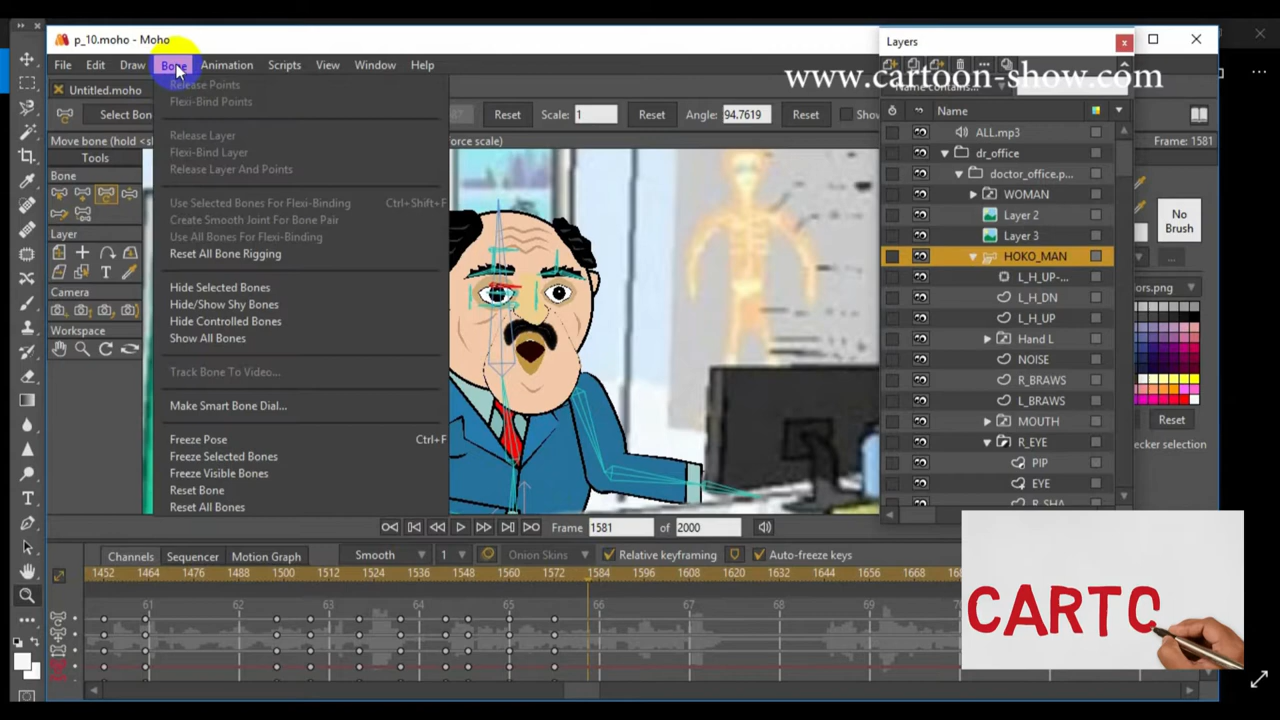 p_10.moho - Moho
Layers
File Edit Draw Bone Animation Scripts View Window Help
www.cartoon-show.com
Untitled.moho
Release Points
Flexi-Bind Points
Release Layer
Flexi-Bind Layer
Release Layer And Points
Use Selected Bones For Flexi-Binding Ctrl+Shift+F
Create Smooth Joint For Bone Pair
Use All Bones For Flexi-Binding
Reset All Bone Rigging
Hide Selected Bones
Hide/Show Shy Bones
Hide Controlled Bones
Show All Bones
Track Bone To Video...
Make Smart Bone Dial...
Freeze Pose Ctrl+F
Freeze Selected Bones
Freeze Visible Bones
Reset Bone
Reset All Bones
Select Bon
Reset Scale: 1 Reset Angle: 94.7619 Reset Show
Move bone (hold <s
force scale)
Frame: 1581
Tools
Bone
Layer
Camera
Workspace
Name contains...
Name
ALL.mp3
dr_office
doctor_office.p...
WOMAN
Layer 2
Layer 3
HOKO_MAN
L_H_UP-...
L_H_DN
L_H_UP
Hand L
NOISE
R_BRAWS
L_BRAWS
MOUTH
R_EYE
PIP
EYE
R_SHA
No
Brush
...
ors.png
Reset
ecker selection
Frame 1581 of 2000
Channels Sequencer Motion Graph Smooth 1 Onion Skins Relative keyframing Auto-freeze keys
1452 1464 1476 1488 1500 1512 1524 1536 1548 1560 1572 1584 1596 1608 1620 1632 1644 1656 1668
61 62 63 64 65 66 67 68 69
CARTO